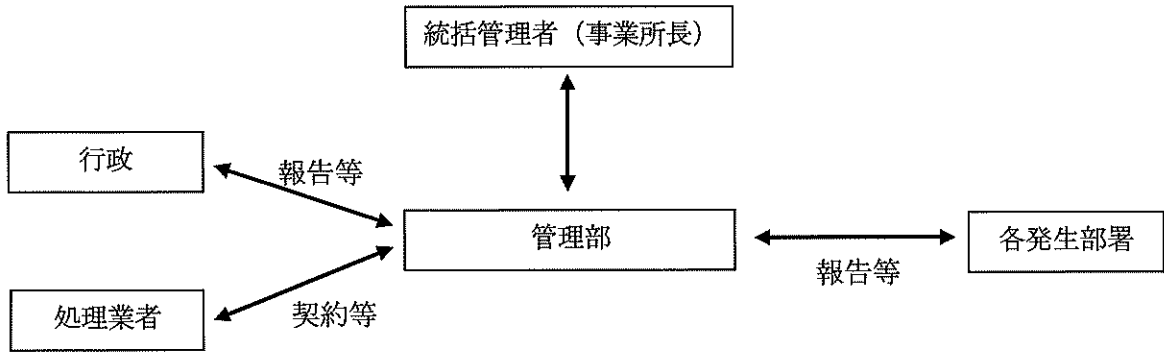 統括管理者（事業所長）
行政
報告等
管理部
各発生部署
報告等
処理業者
契約等